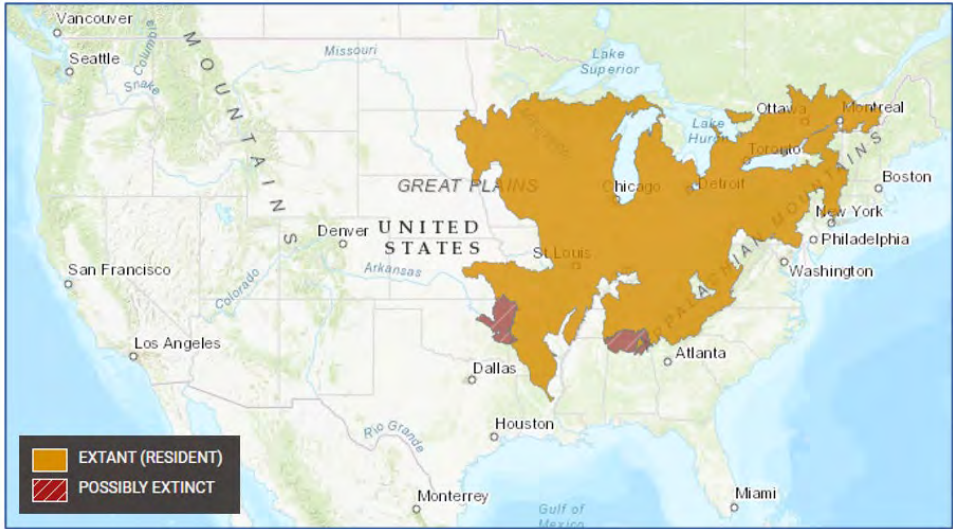 Vancouver
Seattle
Columbia
Snake
Missouri
MOUNTAINS
Lake
Superior
Ottawa
Montreal
Lake
Huron
Toronto
Boston
GREAT PLAINS
Chicago
Detroit
New York
Philadelphia
Denver
UNITED
STATES
St Louis
APPALACHIAN MOUNTAINS
Washington
San Francisco
Colorado
Arkansas
Los Angeles
Atlanta
Dallas
Houston
Rio Grande
EXTANT (RESIDENT)
POSSIBLY EXTINCT
Monterrey
Gulf of
Mexico
Miami